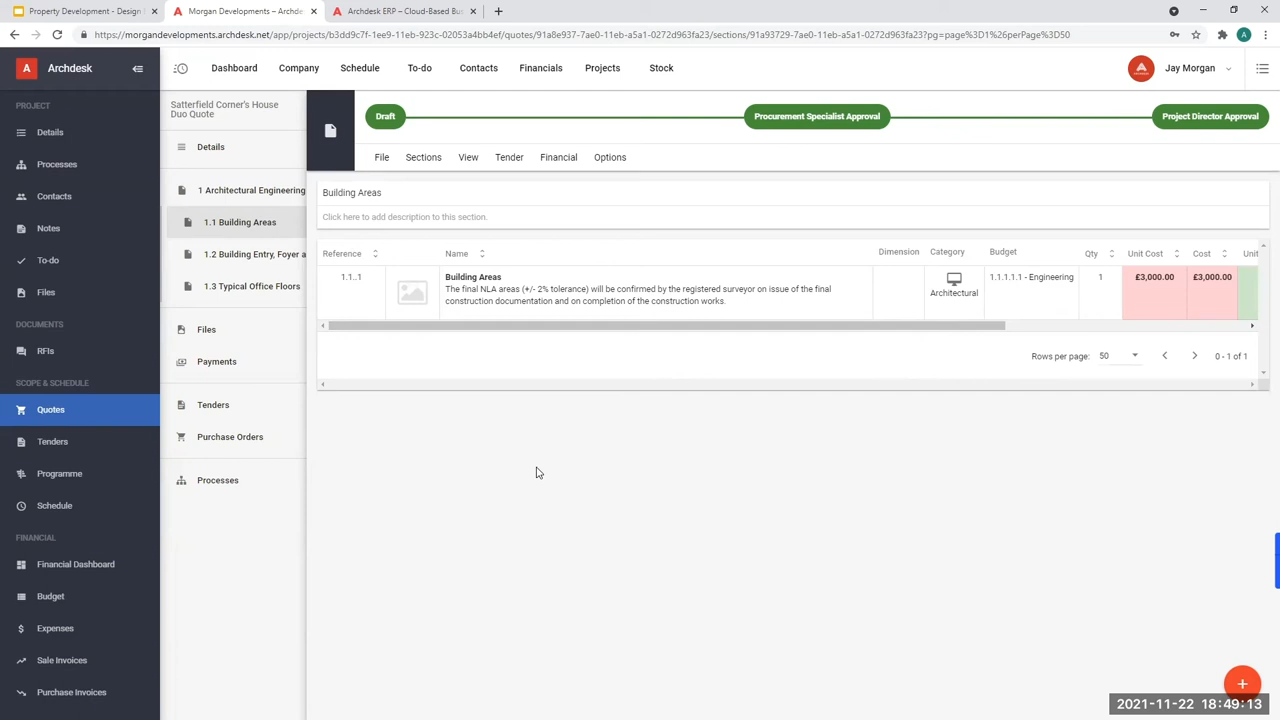 Property Development - Design
Morgan Developments – Archde
Archdesk ERP – Cloud-Based Bus
https://morgandevelopments.archdesk.net/app/projects/b3dd9c7f-1ee9-11eb-923c-02053a4bb4ef/quotes/91a8e937-7aeb-11eb-a5a1-0272d963fa23/sections/91a93729-7aeb-11eb-a5a1-0272d963fa23?pg=page%3D1%26perPage%3D50
A
A
Archdesk
Dashboard
Company
Schedule
To-do
Contacts
Financials
Projects
Stock
Jay Morgan
PROJECT
Details
Processes
Contacts
Notes
To-do
Files
DOCUMENTS
RFIs
SCOPE & SCHEDULE
Quotes
Tenders
Programme
Schedule
FINANCIAL
Financial Dashboard
Budget
Expenses
Sale Invoices
Purchase Invoices
Satterfield Corner's House
Duo Quote
Details
1 Architectural Engineering
1.1 Building Areas
1.2 Building Entry, Foyer a
1.3 Typical Office Floors
Files
Payments
Tenders
Purchase Orders
Processes
Draft
Procurement Specialist Approval
Project Director Approval
File
Sections
View
Tender
Financial
Options
Building Areas
Click here to add description to this section.
Reference
Name
Dimension
Category
Budget
Qty
Unit Cost
Cost
Unit
1.1..1
Building Areas
The final NLA areas (+/- 2% tolerance) will be confirmed by the registered surveyor on issue of the final
construction documentation and on completion of the construction works.
Architectural
1.1.1.1.1 - Engineering
1
£3,000.00
£3,000.00
Rows per page:
50
0 - 1 of 1
+
2021-11-22 18:49:13